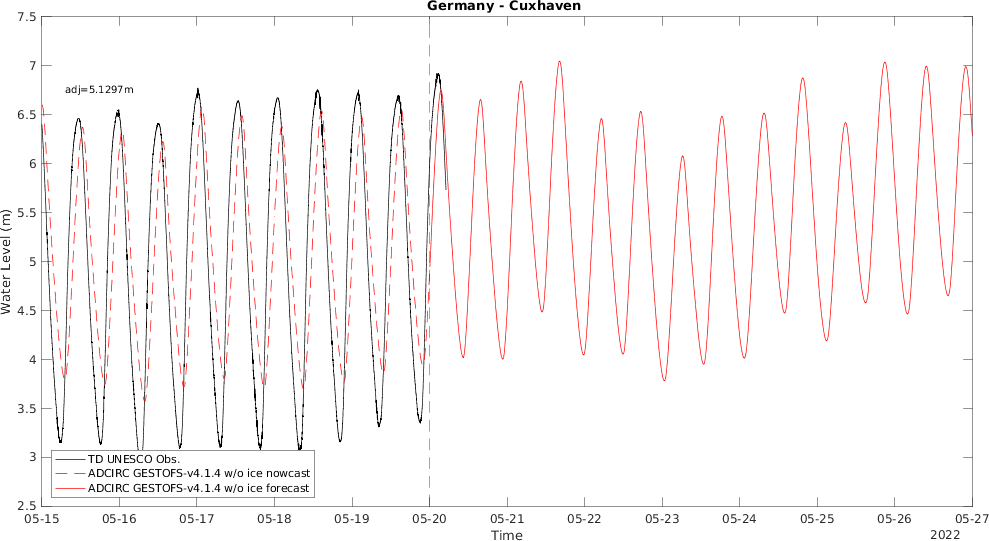 Germany - Cuxhaven
7.5
7
6.5
6
5.5
5
4.5
4
3.5
3
2.5
Water Level (m)
adj=5.1297m
TD UNESCO Obs.
ADCIRC GESTOFS-v4.1.4 w/o ice nowcast
ADCIRC GESTOFS-v4.1.4 w/o ice forecast
05-15 05-16 05-17 05-18 05-19 05-20 05-21 05-22 05-23 05-24 05-25 05-26 05-27
Time
2022